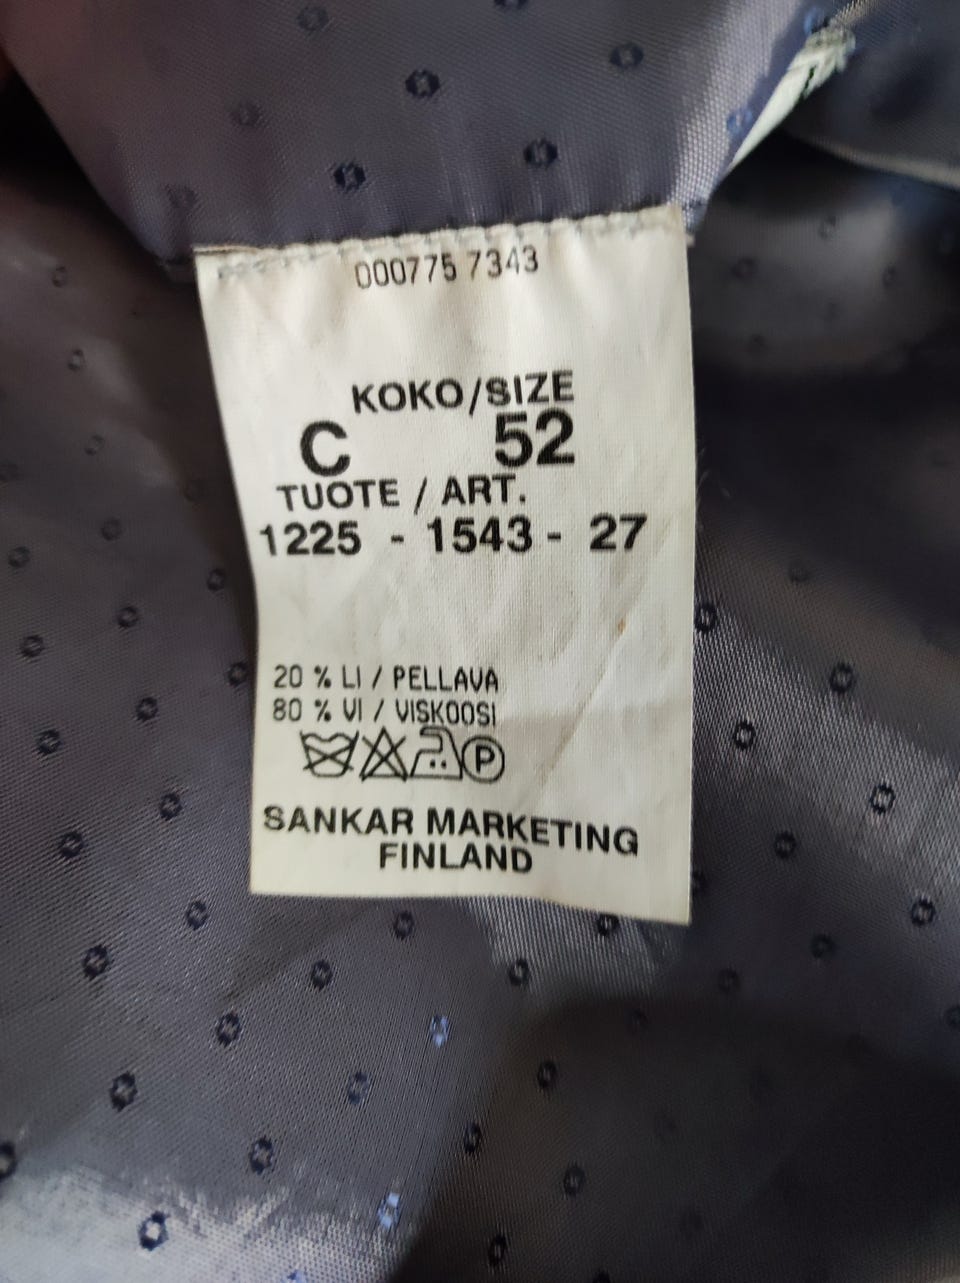 000775 7343
KOKO/SIZE
C 52
TUOTE / ART.
1225 - 1543 - 27
20 % LI / PELLAVA
80 % VI / VISKOOSI
P
SANKAR MARKETING
FINLAND